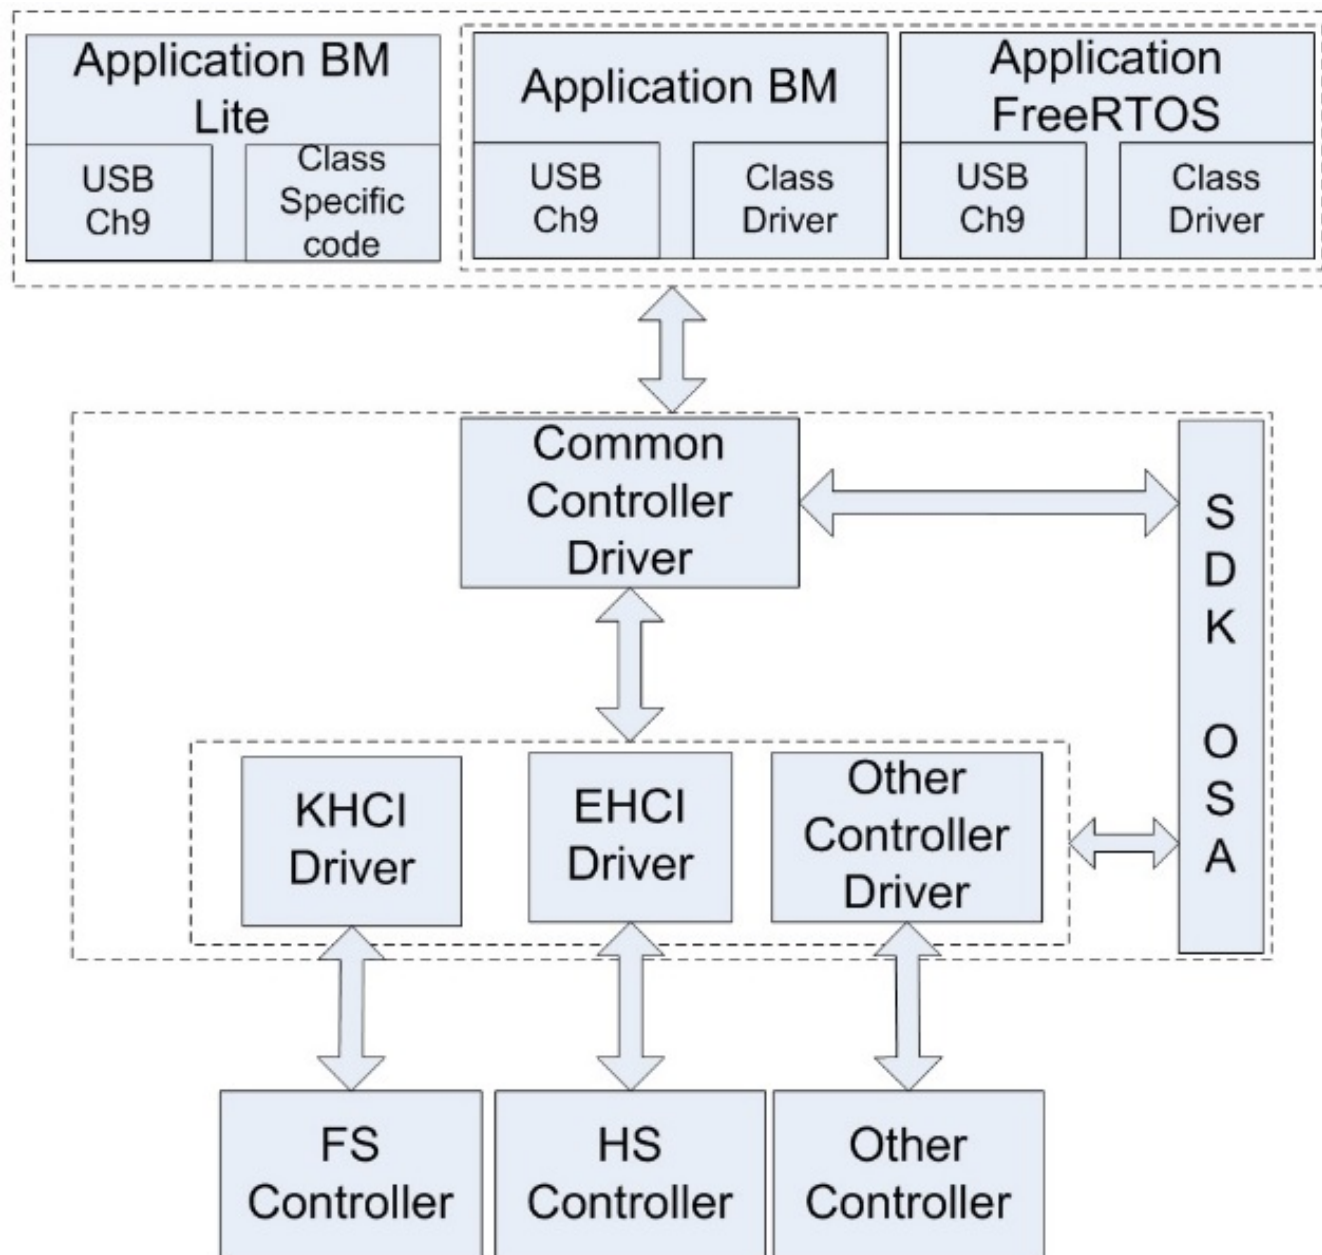 Application BM
Lite
USB
Ch9
Class
Specific
code
Application BM
USB
Ch9
Class
Driver
Application
FreeRTOS
USB
Ch9
Class
Driver
Common
Controller
Driver
S
D
K
O
S
A
KHCI
Driver
EHCI
Driver
Other
Controller
Driver
FS
Controller
HS
Controller
Other
Controller